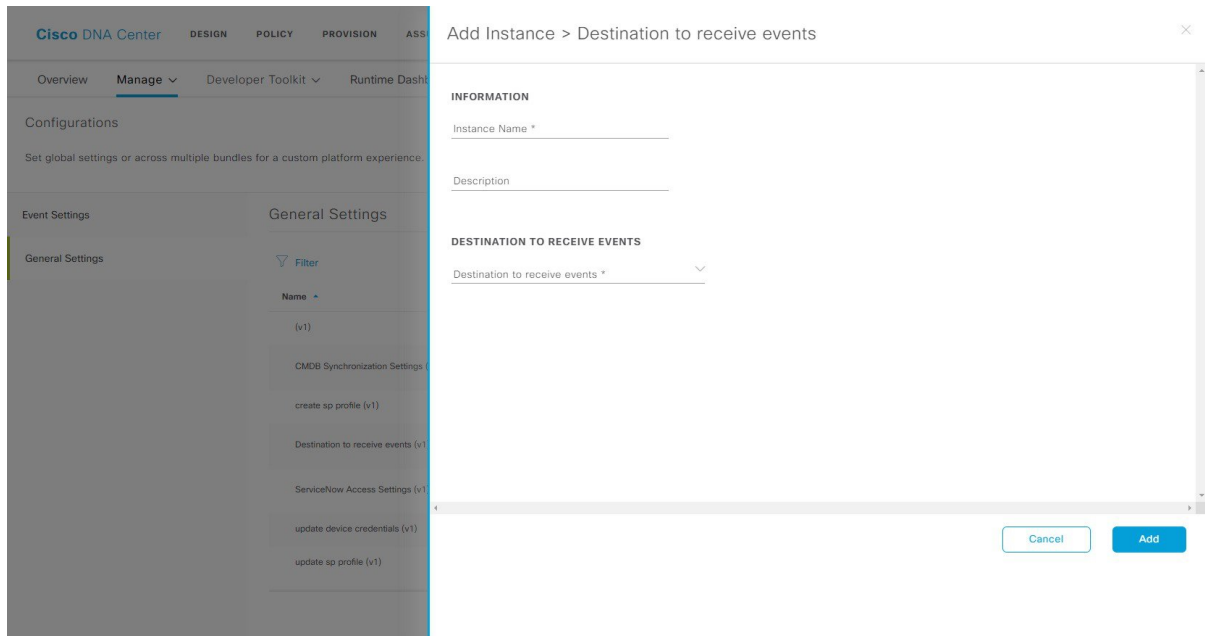 Cisco DNA Center DESIGN POLICY PROVISION ASS
Overview Manage Developer Toolkit Runtime Dasht
Configurations
Set global settings or across multiple bundles for a custom platform experience.
Event Settings
General Settings
General Settings
Filter
Name
(v1)
CMDB Synchronization Settings (
create sp profile (v1)
Destination to receive events (v1
ServiceNow Access Settings (v1)
update device credentials (v1)
update sp profile (v1)
Add Instance > Destination to receive events
INFORMATION
Instance Name *
Description
DESTINATION TO RECEIVE EVENTS
Destination to receive events *
Cancel Add